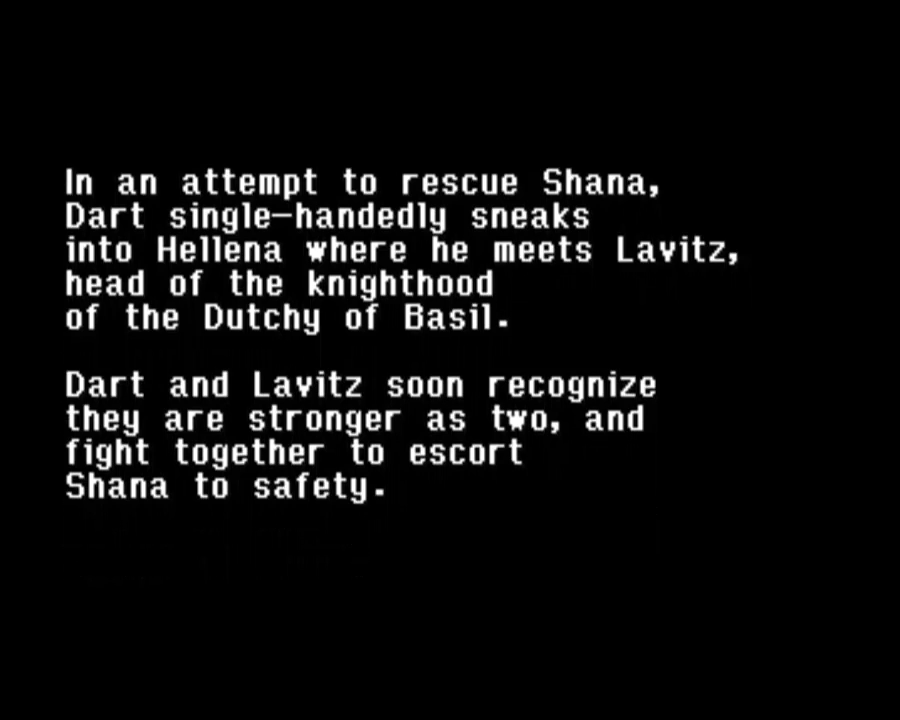 In an attempt to rescue Shana,
Dart single-handedly sneaks
into Hellena where he meets Lavitz,
head of the knighthood
of the Dutchy of Basil.
Dart and Lavitz soon recognize
they are stronger as two, and
fight together to escort
Shana to safety.